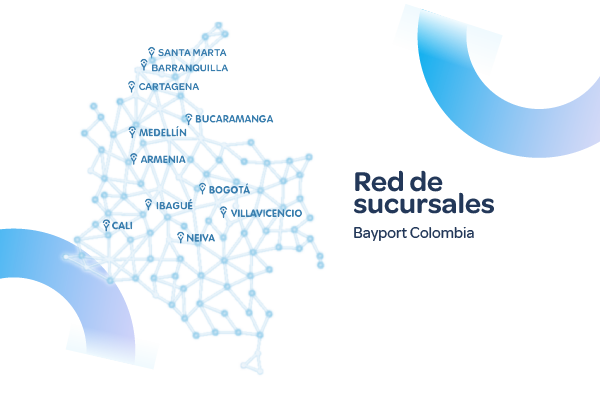 SANTA MARTA
BARRANQUILLA
CARTAGENA
BUCARAMANGA
MEDELLÍN
ARMENIA
BOGOTÁ
IBAGUÉ
VILLAVICENCIO
CALI
NEIVA
Red de
sucursales
Bayport Colombia